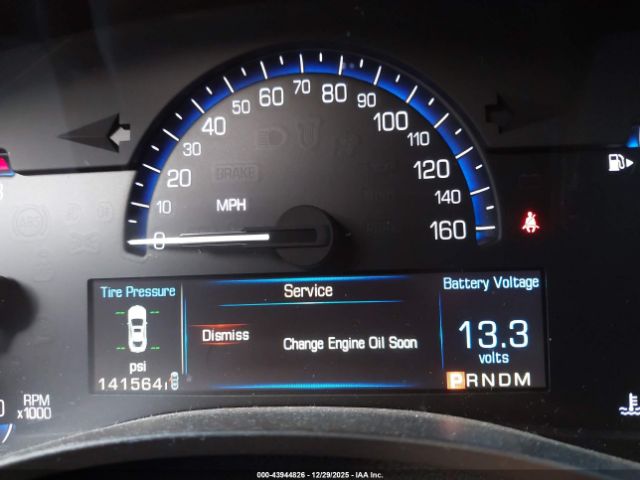 0 10 20 30 40 50 60 70 80 90 100 110 120 140 160
BRAKE
MPH
Tire Pressure
psi
141564
Service
Dismiss
Change Engine Oil Soon
Battery Voltage
13.3
volts
PRNDM
RPM
x1000
000-43944826 - 12/29/2025 - IAA Inc.